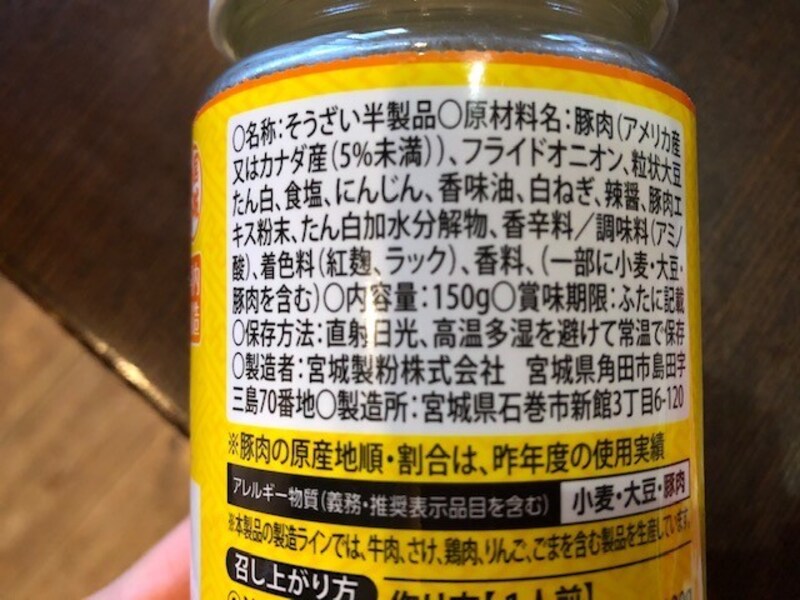 ○名称:そうざい半製品○原材料名:豚肉(アメリカ産
又はカナダ産(5%未満))、フライドオニオン、粒状大豆
たん白、食塩、にんじん、香味油、白ねぎ、辣醤、豚肉エ
キス粉末、たん白加水分解物、香辛料／調味料(アミノ
酸)、着色料(紅麹、ラック)、香料、(一部に小麦・大豆・
豚肉を含む)○内容量:150g○賞味期限:ふたに記載
○保存方法:直射日光、高温多湿を避けて常温で保存
○製造者:宮城製粉株式会社 宮城県角田市島田字
三島70番地○製造所:宮城県石巻市新館3丁目6-120
※豚肉の原産地順・割合は、昨年度の使用実績
アレルギー物質(義務・推奨表示品目を含む) 小麦・大豆・豚肉
※本製品の製造ラインでは、牛肉、さけ、鶏肉、りんご、ごまを含む製品を生産しています。
召し上がり方